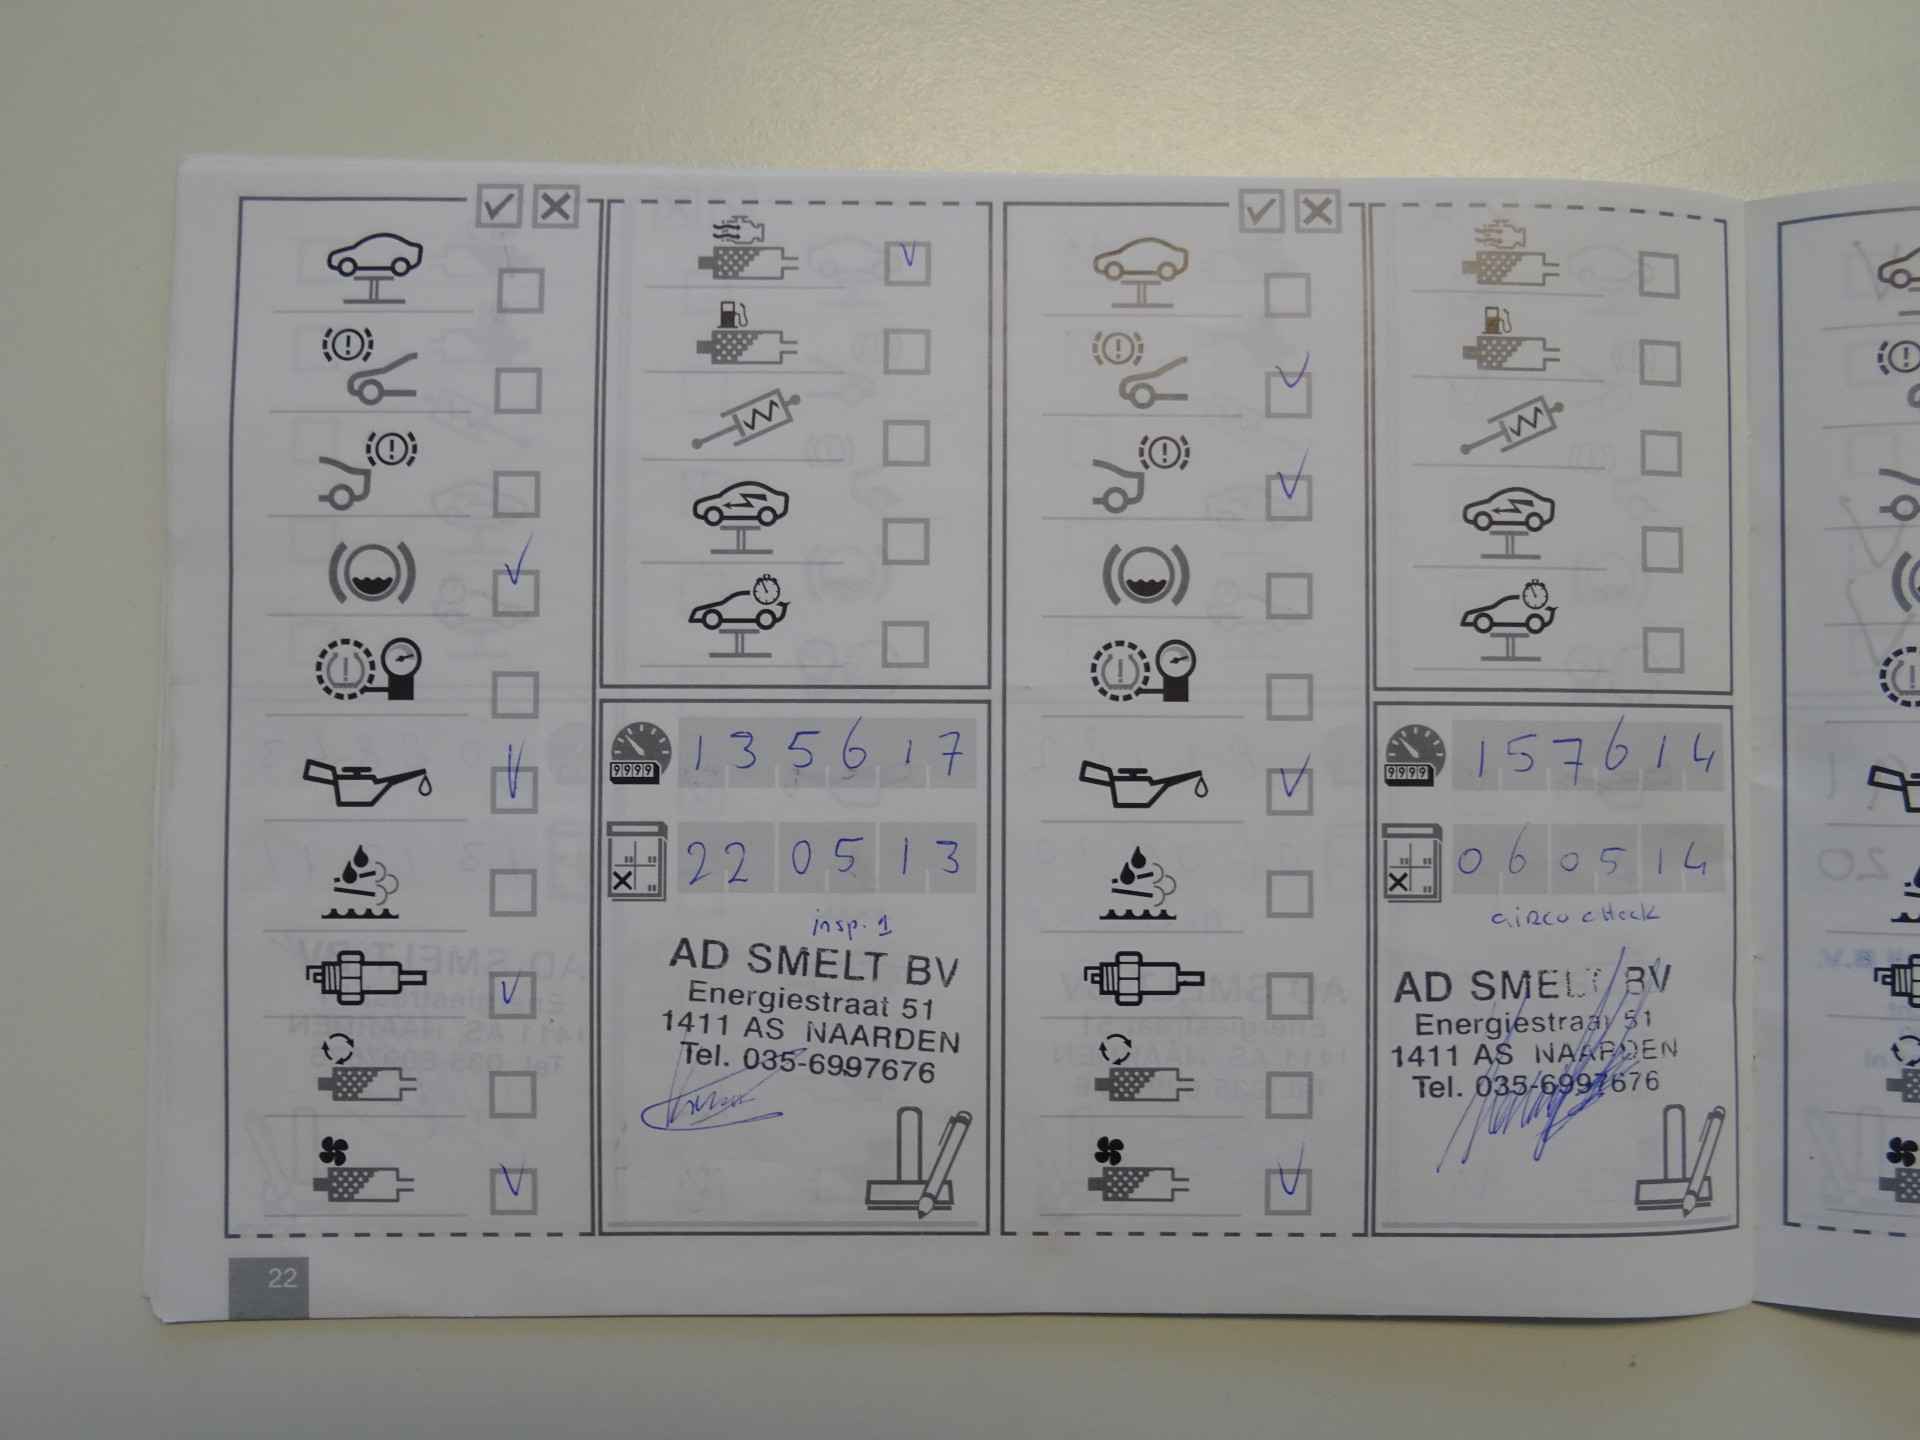 9999 1 3 5 6 1 7
2 2 0 5 1 3
insp. 1
AD SMELT BV
Energiestraat 51
1411 AS NAARDEN
Tel. 035-6997676
9999 1 5 7 6 1 4
0 6 0 5 1 4
airco check
AD SMELT BV
Energiestraat 51
1411 AS NAARDEN
Tel. 035-6997676
22